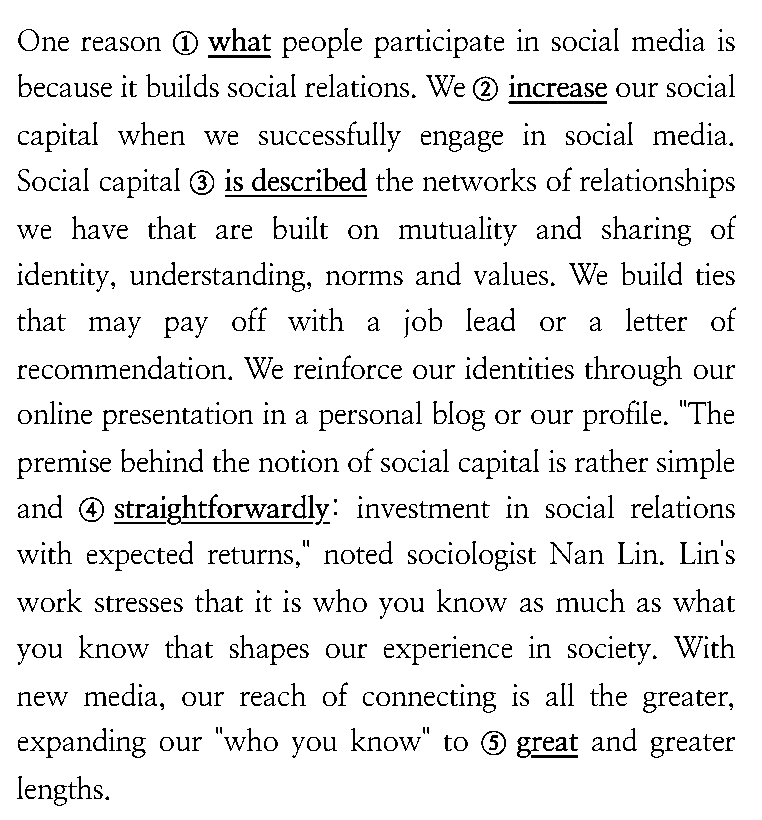 One reason ① what people participate in social media is
because it builds social relations. We ② increase our social
capital when we successfully engage in social media.
Social capital ③ is described the networks of relationships
we have that are built on mutuality and sharing of
identity, understanding, norms and values. We build ties
that may pay off with a job lead or a letter of
recommendation. We reinforce our identities through our
online presentation in a personal blog or our profile. "The
premise behind the notion of social capital is rather simple
and ④ straightforwardly: investment in social relations
with expected returns," noted sociologist Nan Lin. Lin's
work stresses that it is who you know as much as what
you know that shapes our experience in society. With
new media, our reach of connecting is all the greater,
expanding our "who you know" to ⑤ great and greater
lengths.